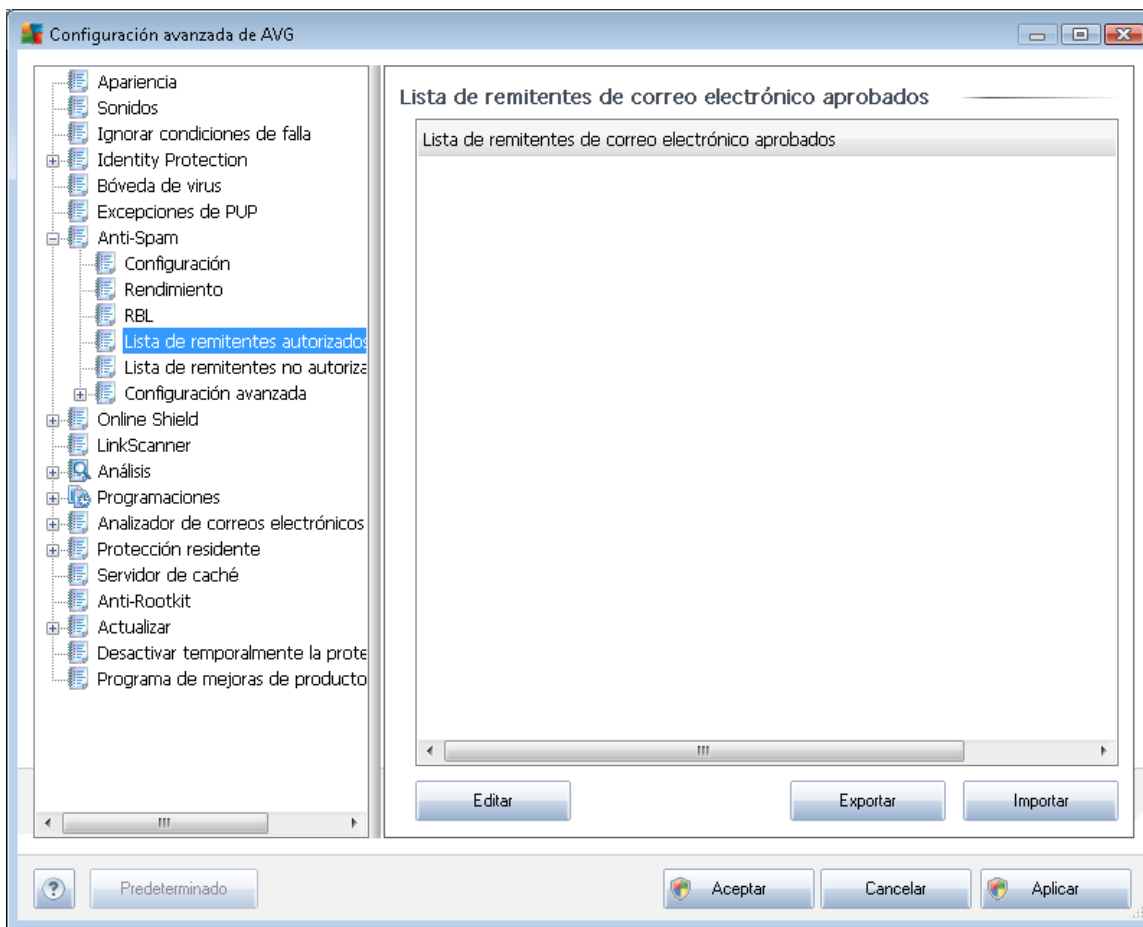 Configuración avanzada de AVG
Apariencia
Sonidos
Ignorar condiciones de falla
Identity Protection
Bóveda de virus
Excepciones de PUP
Anti-Spam
Configuración
Rendimiento
RBL
Lista de remitentes autorizados
Lista de remitentes no autoriza
Configuración avanzada
Online Shield
LinkScanner
Análisis
Programaciones
Analizador de correos electrónicos
Protección residente
Servidor de caché
Anti-Rootkit
Actualizar
Desactivar temporalmente la prote
Programa de mejoras de producto
Lista de remitentes de correo electrónico aprobados
Lista de remitentes de correo electrónico aprobados
Editar
Exportar
Importar
?
Predeterminado
Aceptar
Cancelar
Aplicar